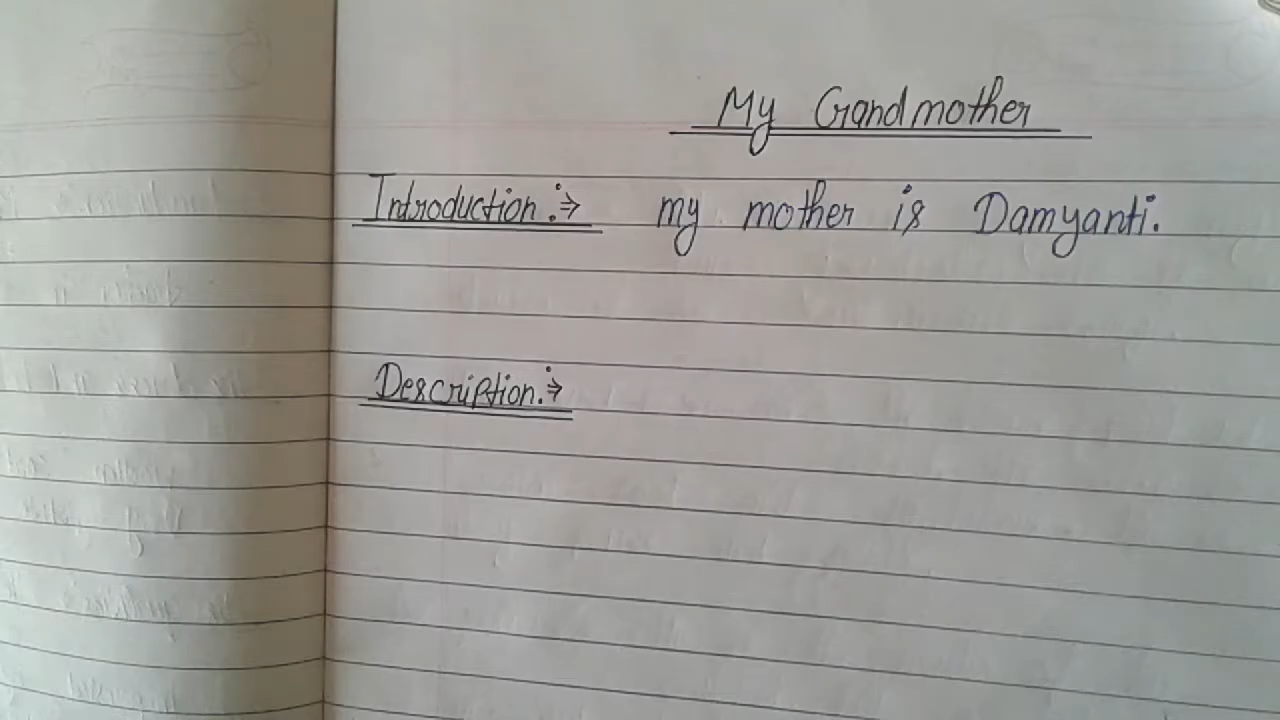 My Grandmother
Introduction :⇒ my mother is Damyanti.
Description :⇒